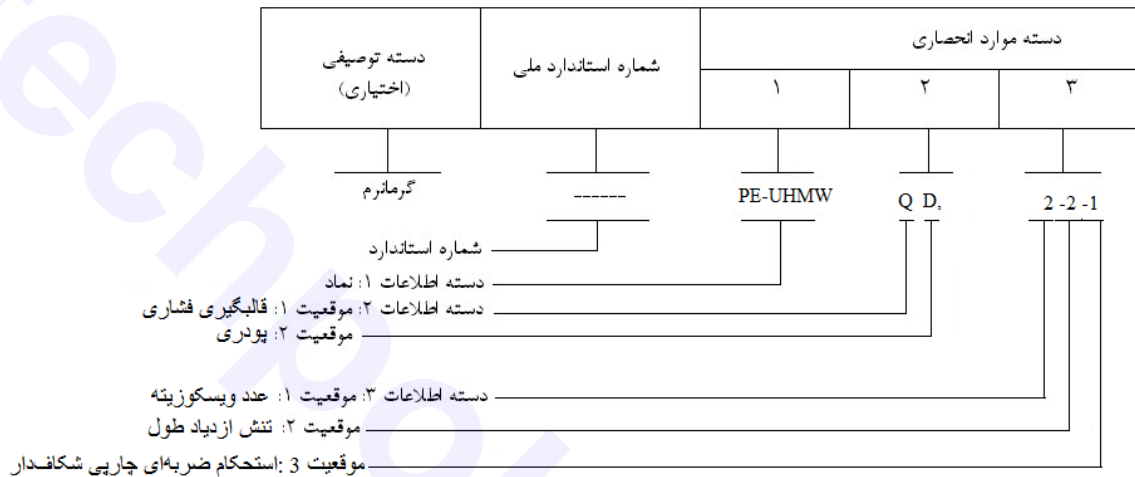 دسته توصیفی
(اختیاری)
شماره استاندارد ملی
دسته موارد انحصاری
۱
۲
۳
گرمانرم
------
PE-UHMW
Q D,
2 -2 -1
شماره استاندارد
دسته اطلاعات ۱: نماد
دسته اطلاعات ۲: موقعیت ۱: قالبگیری فشاری
موقعیت ۲: پودری
دسته اطلاعات ۳: موقعیت ۱: عدد ویسکوزیته
موقعیت ۲: تنش ازدیاد طول
موقعیت 3 :استحکام ضربه‌ای چارپی شکاف‌دار